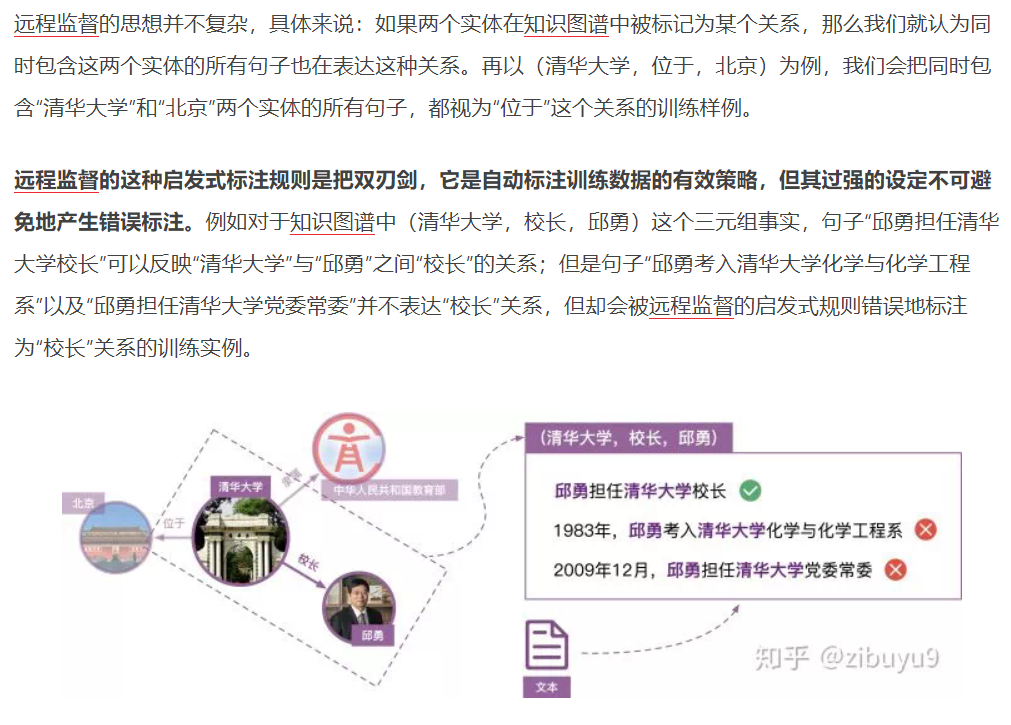 远程监督的思想并不复杂，具体来说：如果两个实体在知识图谱中被标记为某个关系，那么我们就认为同
时包含这两个实体的所有句子也在表达这种关系。再以（清华大学，位于，北京）为例，我们会把同时包
含“清华大学”和“北京”两个实体的所有句子，都视为“位于”这个关系的训练样例。
远程监督的这种启发式标注规则是把双刃剑，它是自动标注训练数据的有效策略，但其过强的设定不可避
免地产生错误标注。例如对于知识图谱中（清华大学，校长，邱勇）这个三元组事实，句子“邱勇担任清华
大学校长”可以反映“清华大学”与“邱勇”之间“校长”的关系；但是句子“邱勇考入清华大学化学与化学工程
系”以及“邱勇担任清华大学党委常委”并不表达“校长”关系，但却会被远程监督的启发式规则错误地标注
为“校长”关系的训练实例。
北京
位于
清华大学
中华人民共和国教育部
校长
邱勇
（清华大学，校长，邱勇）
邱勇担任清华大学校长
1983年，邱勇考入清华大学化学与化学工程系
2009年12月，邱勇担任清华大学党委常委
文本
知乎 @zibuyu9